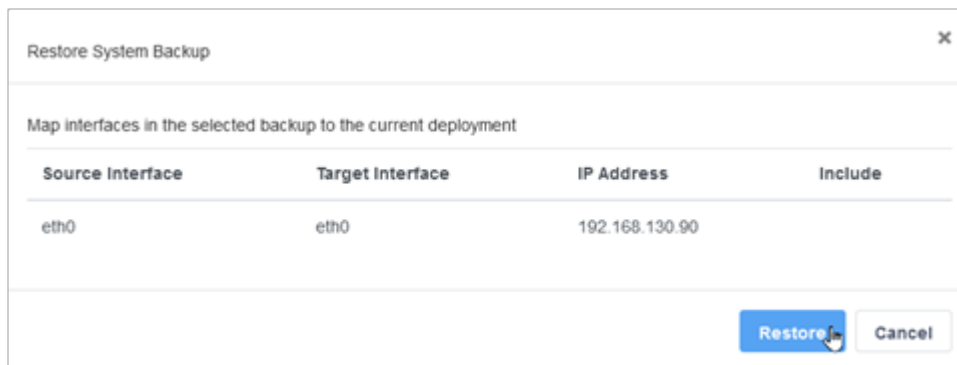 Restore System Backup ×
Map interfaces in the selected backup to the current deployment
Source Interface Target Interface IP Address Include
eth0 eth0 192.168.130.90
Restore Cancel